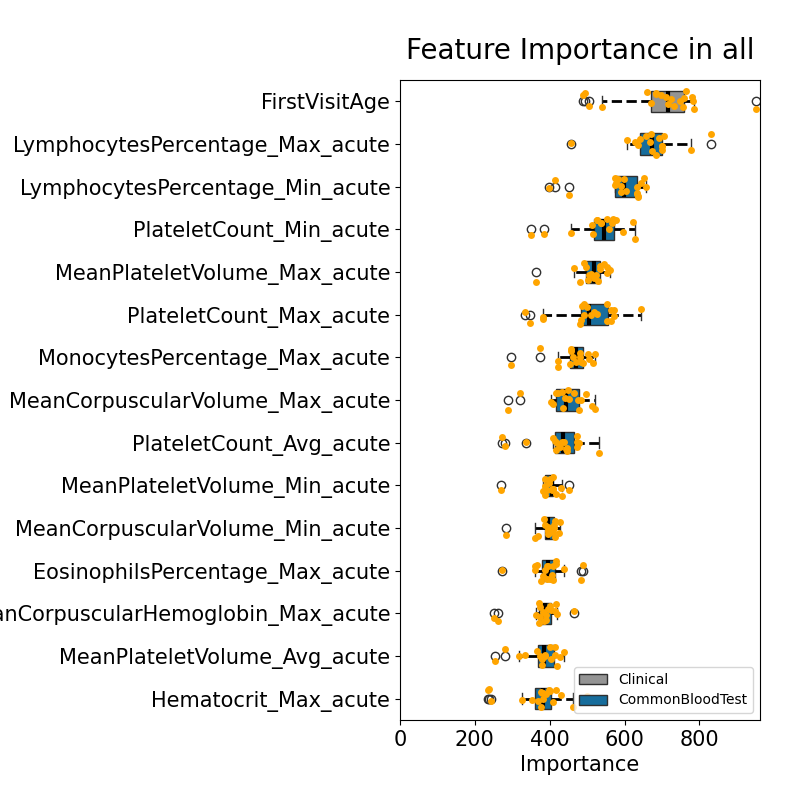 Feature Importance in all
FirstVisitAge
LymphocytesPercentage_Max_acute
LymphocytesPercentage_Min_acute
PlateletCount_Min_acute
MeanPlateletVolume_Max_acute
PlateletCount_Max_acute
MonocytesPercentage_Max_acute
MeanCorpuscularVolume_Max_acute
PlateletCount_Avg_acute
MeanPlateletVolume_Min_acute
MeanCorpuscularVolume_Min_acute
EosinophilsPercentage_Max_acute
anCorpuscularHemoglobin_Max_acute
MeanPlateletVolume_Avg_acute
Hematocrit_Max_acute
Clinical
CommonBloodTest
0 200 400 600 800
Importance